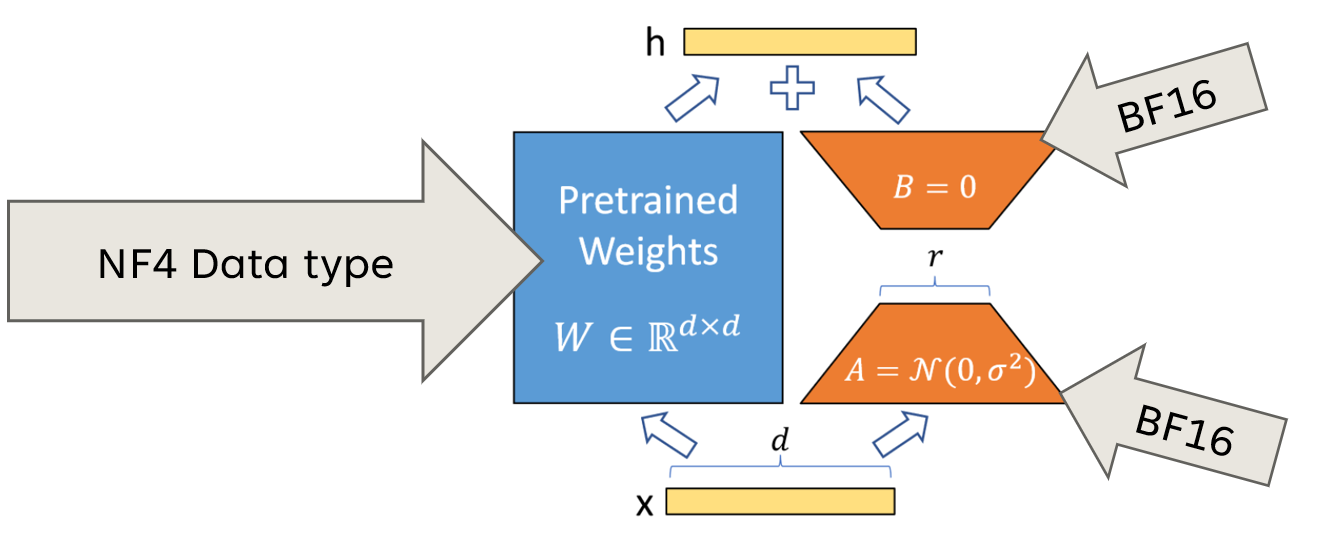 h
BF16
B = 0
Pretrained
Weights
NF4 Data type
r
W ∈ ℝ^{d×d}
A = 𝒩(0, σ²)
BF16
d
x